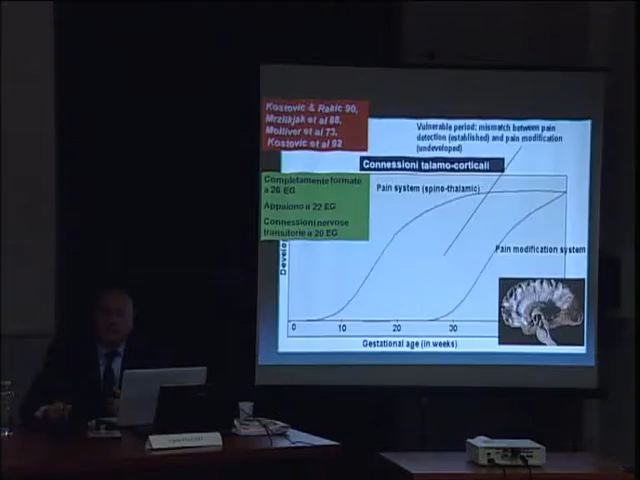 Kostovic & Rakic 90,
Mrzlikjak et al 88,
Molliver et al 73,
Kostovic et al 92
Vulnerable period: mismatch between pain
detection (established) and pain modification
(undeveloped)
Connessioni talamo-corticali
Completamente formate
a 26 EG
Appaiono a 22 EG
Connessioni nervose
transitorie a 20 EG
Pain system (spino-thalamic)
Pain modification system
Develop
0 10 20 30
Gestational age (in weeks)